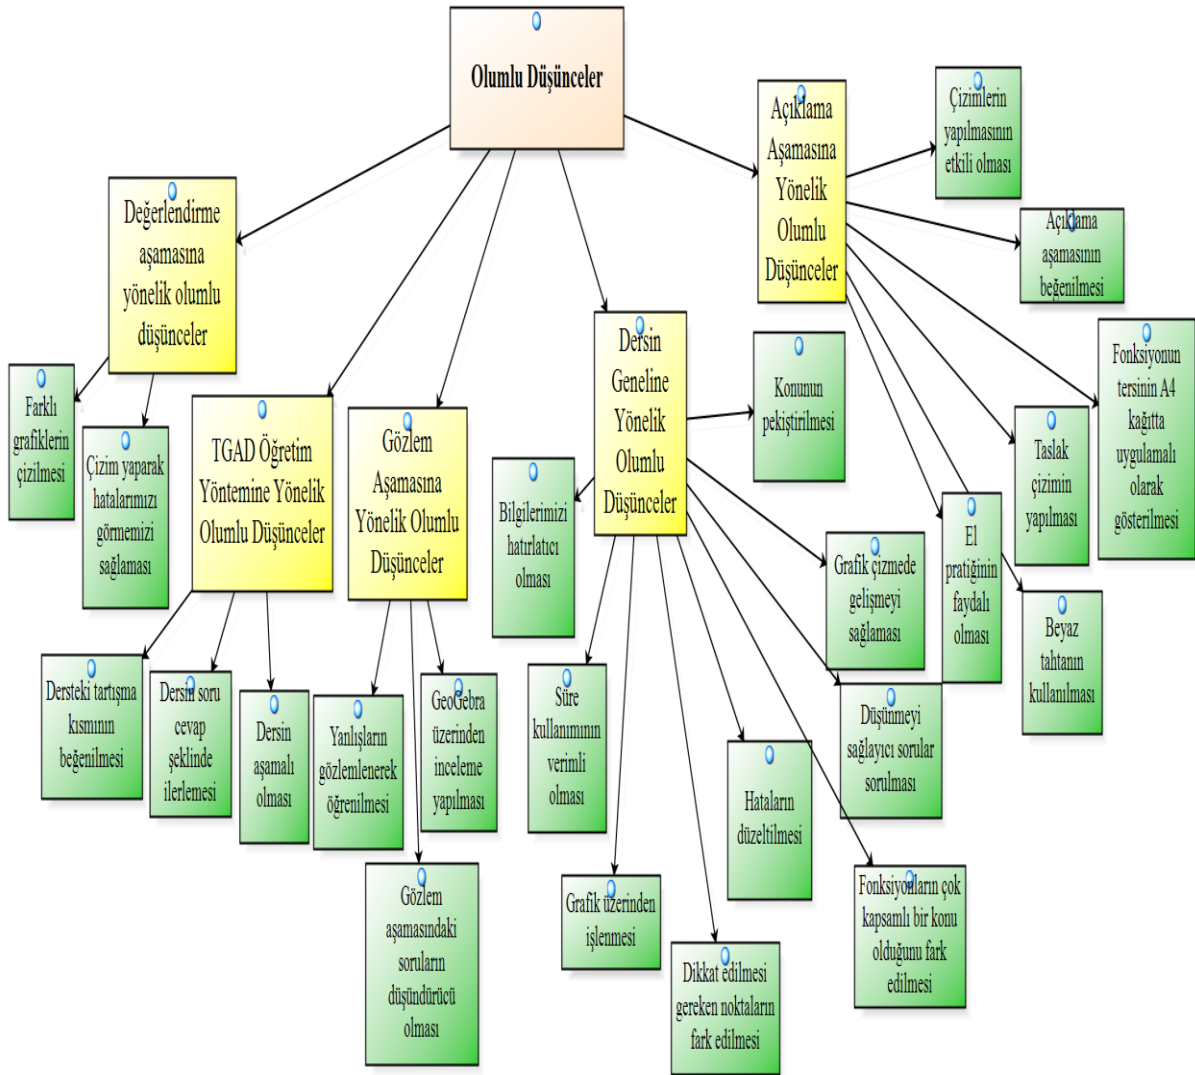 Olumlu Düşünceler
Açıklama
Aşamasına
Yönelik
Olumlu
Düşünceler
Çizimlerin
yapılmasının
etkili olması
Açıklama
aşamasının
beğenilmesi
Değerlendirme
aşamasına
yönelik olumlu
düşünceler
Dersin
Geneline
Yönelik
Olumlu
Düşünceler
Konunun
pekiştirilmesi
Fonksiyonun
tersinin A4
kağıtta
uygulamalı
olarak
gösterilmesi
Farklı
grafiklerin
çizilmesi
Çizim yaparak
hatalarımızı
görmemizi
sağlaması
TGAD Öğretim
Yöntemine Yönelik
Olumlu Düşünceler
Gözlem
Aşamasına
Yönelik Olumlu
Düşünceler
Bilgilerimizi
hatırlatıcı
olması
Taslak
çizimin
yapılması
Grafik çizmede
gelişmeyi
sağlaması
El
pratiğinin
faydalı
olması
Beyaz
tahtanın
kullanılması
Dersteki tartışma
kısmının
beğenilmesi
Dersin soru
cevap
şeklinde
ilerlemesi
Dersin
aşamalı
olması
Yanlışların
gözlemlenerek
öğrenilmesi
GeoGebra
üzerinden
inceleme
yapılması
Süre
kullanımının
verimli
olması
Hataların
düzeltilmesi
Düşünmeyi
sağlayıcı sorular
sorulması
Gözlem
aşamasındaki
soruların
düşündürücü
olması
Grafik üzerinden
işlenmesi
Dikkat edilmesi
gereken noktaların
fark edilmesi
Fonksiyonların çok
kapsamlı bir konu
olduğunu fark
edilmesi